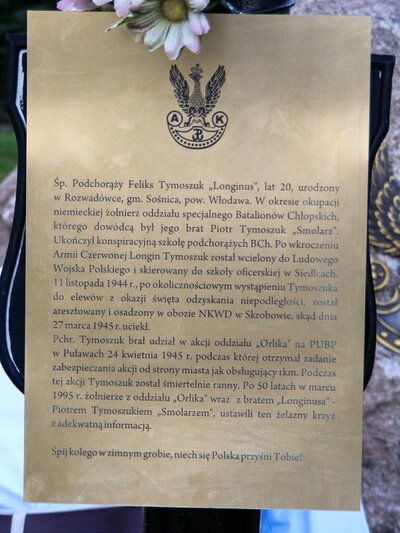 A K
Śp. Podchorąży Feliks Tymoszuk „Longinus", lat 20, urodzony
w Rozwadówce, gm. Sośnica, pow. Włodawa. W okresie okupacji
niemieckiej żołnierz oddziału specjalnego Batalionów Chłopskich,
którego dowódcą był jego brat Piotr Tymoszuk „Smolarz".
Ukończył konspiracyjną szkołę podchorążych BCh. Po wkroczeniu
Armii Czerwonej Longin Tymoszuk został wcielony do Ludowego
Wojska Polskiego i skierowany do szkoły oficerskiej w Siedlcach.
11 listopada 1944 r., po okolicznościowym wystąpieniu Tymoszuka
do elewów z okazji święta odzyskania niepodległości, został
aresztowany i osadzony w obozie NKWD w Skrobowie, skąd dnia
27 marca 1945 r. uciekł.
Pchr. Tymoszuk brał udział w akcji oddziału „Orlika" na PUBP
w Puławach 24 kwietnia 1945 r. podczas której otrzymał zadanie
zabezpieczania akcji od strony miasta jak obsługujący rkm. Podczas
tej akcji Tymoszuk został śmiertelnie ranny. Po 50 latach w marcu
1995 r. żołnierze z oddziału „Orlika" wraz z bratem „Longinusa" -
Piotrem Tymoszukiem „Smolarzem", ustawili ten żelazny krzyż
z adekwatną informacją.
Śpij kolego w zimnym grobie, niech się Polska przyśni Tobie!